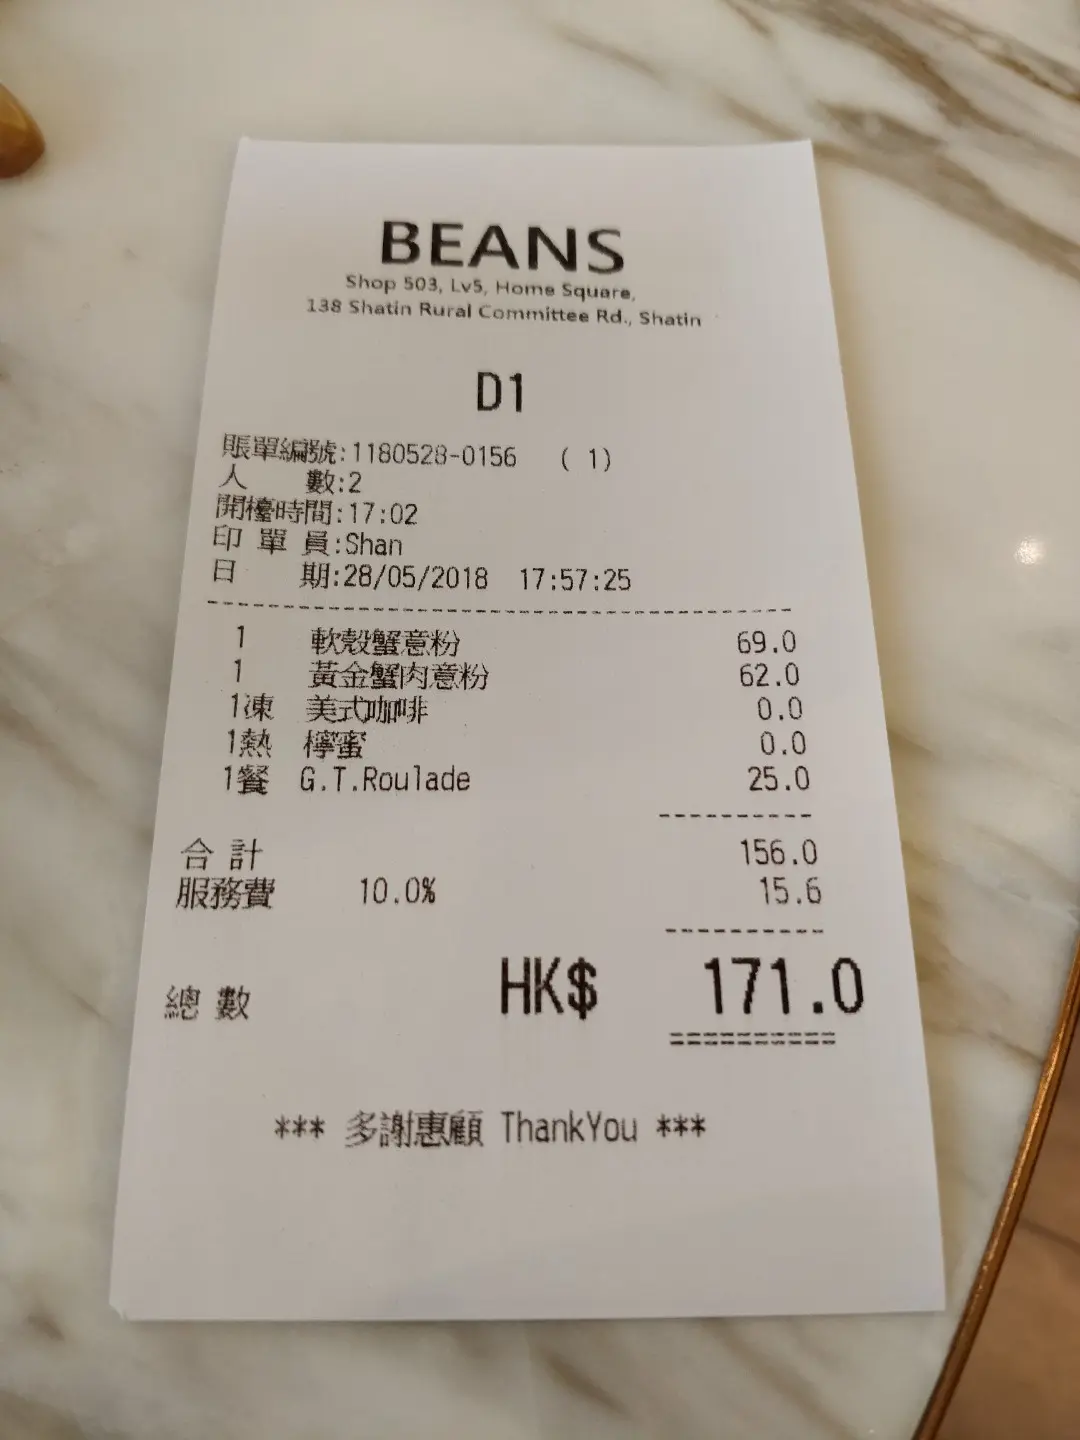 BEANS
Shop 503, Lv5, Home Square,
138 Shatin Rural Committee Rd., Shatin
D1
賬單編號:1180528-0156 ( 1)
人 數:2
開檯時間:17:02
印 單 員:Shan
日 期:28/05/2018 17:57:25
1 軟殼蟹意粉 69.0
1 黃金蟹肉意粉 62.0
1凍 美式咖啡 0.0
1熱 檸蜜 0.0
1餐 G.T.Roulade 25.0
合 計 156.0
服務費 10.0% 15.6
總 數 HK$ 171.0
*** 多謝惠顧 ThankYou ***